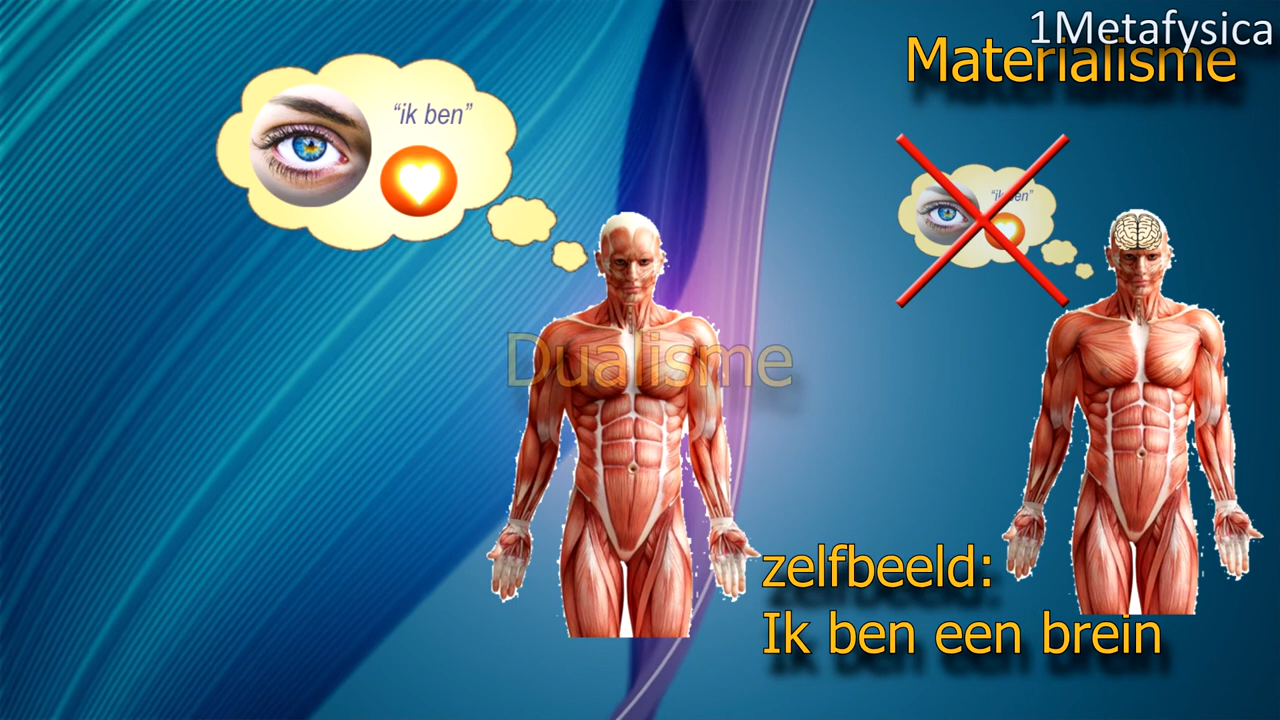 1Metafysica
Materialisme
“ik ben”
“ik ben”
Dualisme
zelfbeeld:
Ik ben een brein